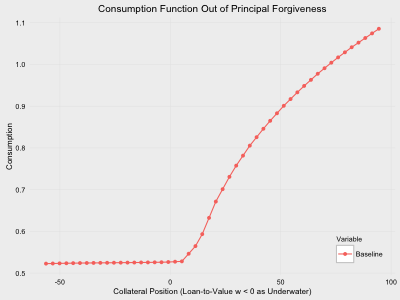 Consumption Function Out of Principal Forgiveness
1.1
1.0
0.9
0.8
0.7
0.6
0.5
Consumption
-50
0
50
100
Collateral Position (Loan-to-Value w < 0 as Underwater)
Variable
Baseline